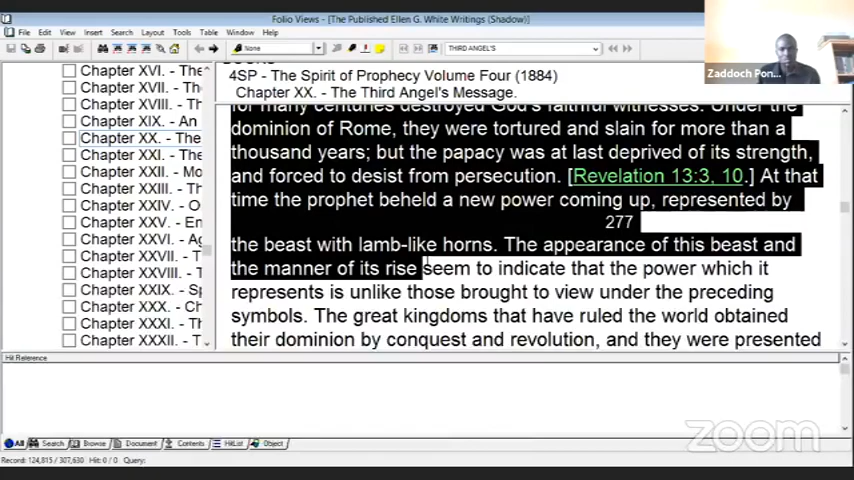 Folio Views - [The Published Ellen G. White Writings (Shadow)]
File Edit View Insert Search Layout Tools Table Window Help
None THIRD ANGEL'S
Zaddoch Pon...
4SP - The Spirit of Prophecy Volume Four (1884)
Chapter XX. - The Third Angel's Message.
Chapter XVI. - The
Chapter XVII. - Th
Chapter XVIII. - Th
Chapter XIX. - An
Chapter XX. - The
Chapter XXI. - The
Chapter XXII. - Mo
Chapter XXIII. - Th
Chapter XXIV. - O
Chapter XXV. - En
Chapter XXVI. - Ag
Chapter XXVII. - T
Chapter XXVIII. - T
Chapter XXIX. - Sp
Chapter XXX. - Ch
Chapter XXXI. - Th
Chapter XXXII. - T
for many centuries destroyed God's faithful witnesses. Under the
dominion of Rome, they were tortured and slain for more than a
thousand years; but the papacy was at last deprived of its strength,
and forced to desist from persecution. [Revelation 13:3, 10.] At that
time the prophet beheld a new power coming up, represented by
277
the beast with lamb-like horns. The appearance of this beast and
the manner of its rise seem to indicate that the power which it
represents is unlike those brought to view under the preceding
symbols. The great kingdoms that have ruled the world obtained
their dominion by conquest and revolution, and they were presented
Hit Reference
All Search Browse Document Contents HitList Object
Record: 124,815 / 307,630 Hit: 0 / 0 Query:
zoom